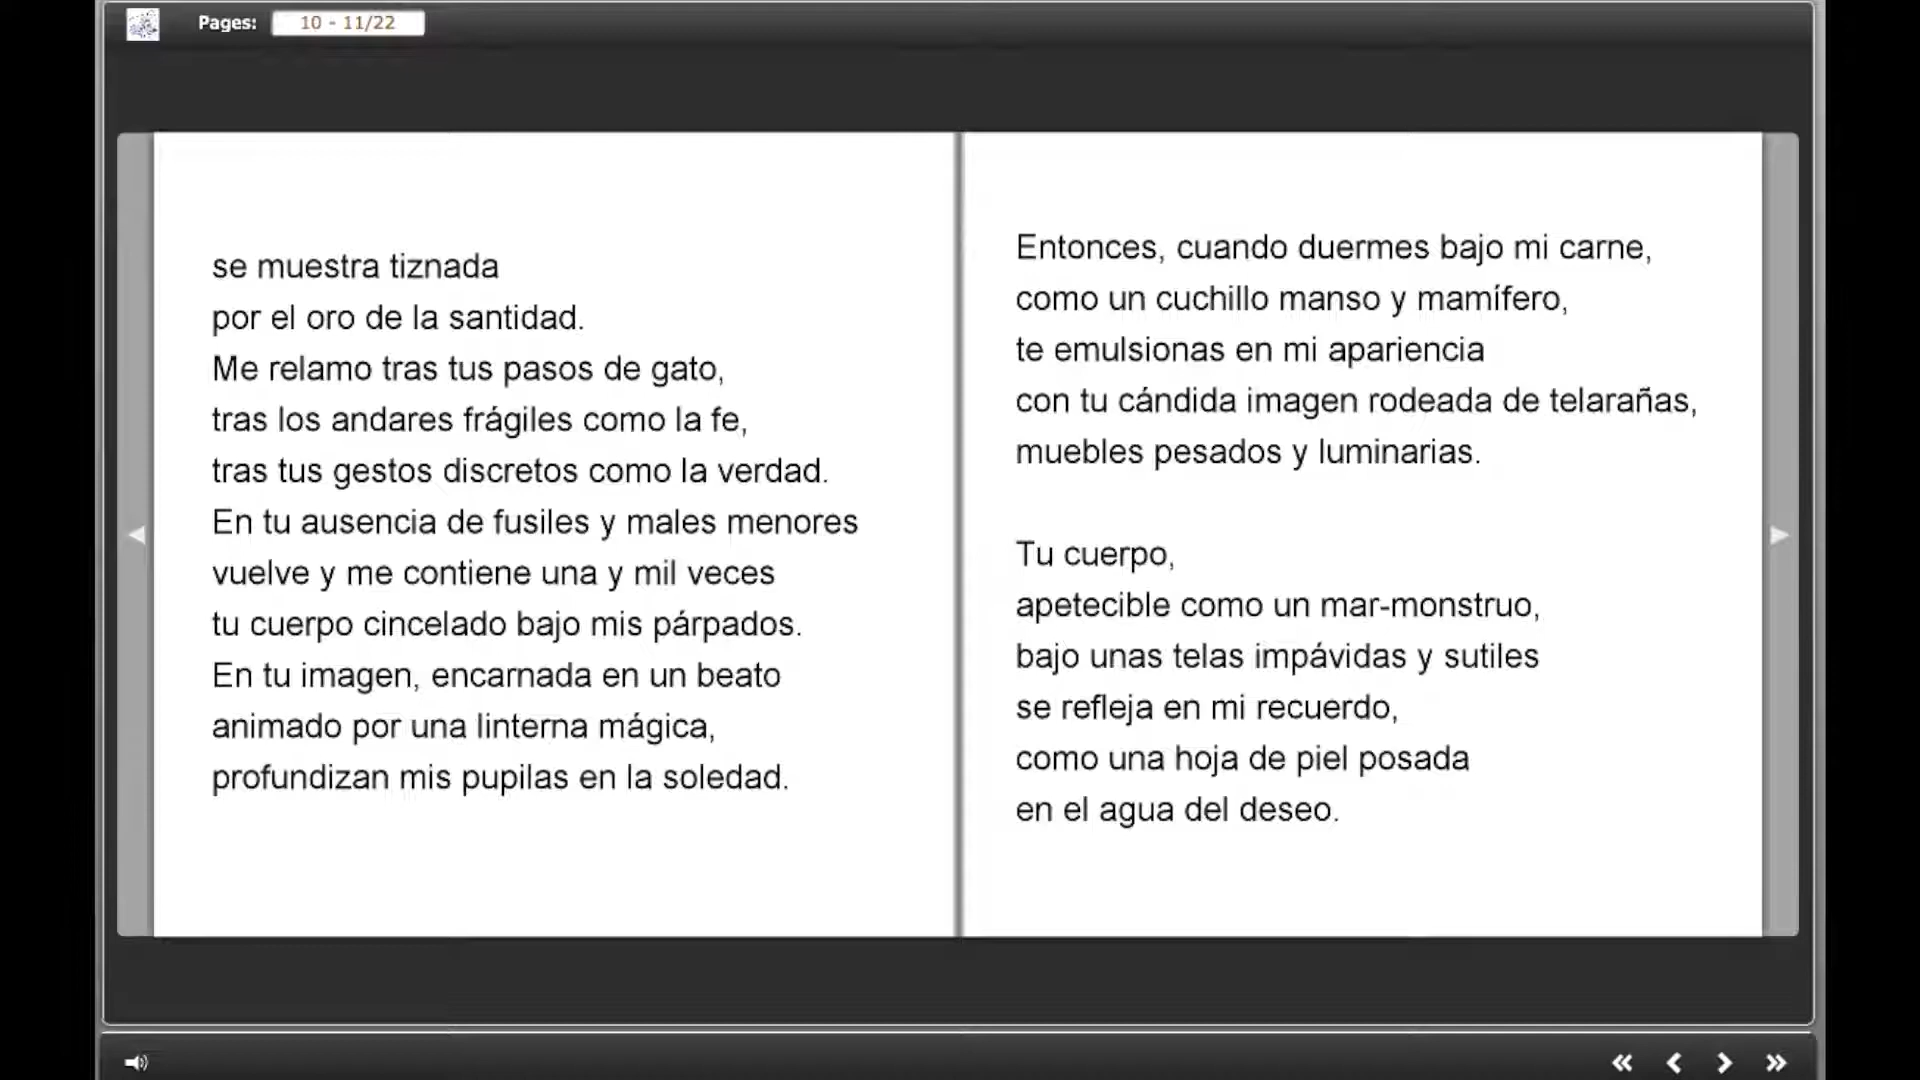 Pages: 10 - 11/22
se muestra tiznada
por el oro de la santidad.
Me relamo tras tus pasos de gato,
tras los andares frágiles como la fe,
tras tus gestos discretos como la verdad.
En tu ausencia de fusiles y males menores
vuelve y me contiene una y mil veces
tu cuerpo cincelado bajo mis párpados.
En tu imagen, encarnada en un beato
animado por una linterna mágica,
profundizan mis pupilas en la soledad.
Entonces, cuando duermes bajo mi carne,
como un cuchillo manso y mamífero,
te emulsionas en mi apariencia
con tu cándida imagen rodeada de telarañas,
muebles pesados y luminarias.
Tu cuerpo,
apetecible como un mar-monstruo,
bajo unas telas impávidas y sutiles
se refleja en mi recuerdo,
como una hoja de piel posada
en el agua del deseo.